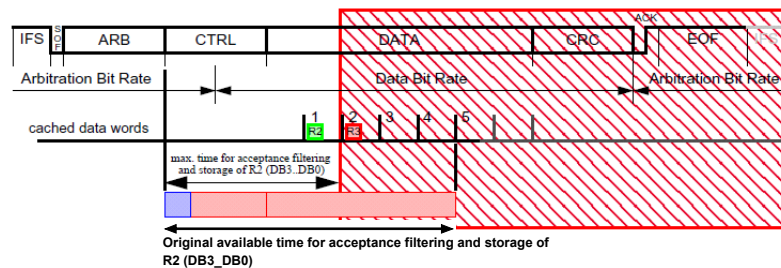 ACK
IFS SOF ARB CTRL DATA CRC EOF IFS
Arbitration Bit Rate Data Bit Rate Arbitration Bit Rate
1 2 3 4 5
cached data words R2 R3
max. time for acceptance filtering
and storage of R2 (DB3..DB0)
Original available time for acceptance filtering and storage of
R2 (DB3_DB0)